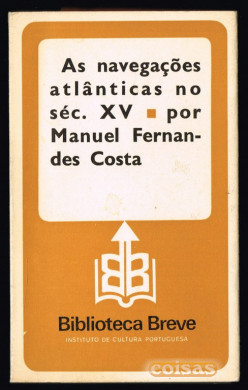 As navegações
atlânticas no
séc. XV ■ por
Manuel Fernan-
des Costa
BB
Biblioteca Breve
INSTITUTO DE CULTURA PORTUGUESA
coisas